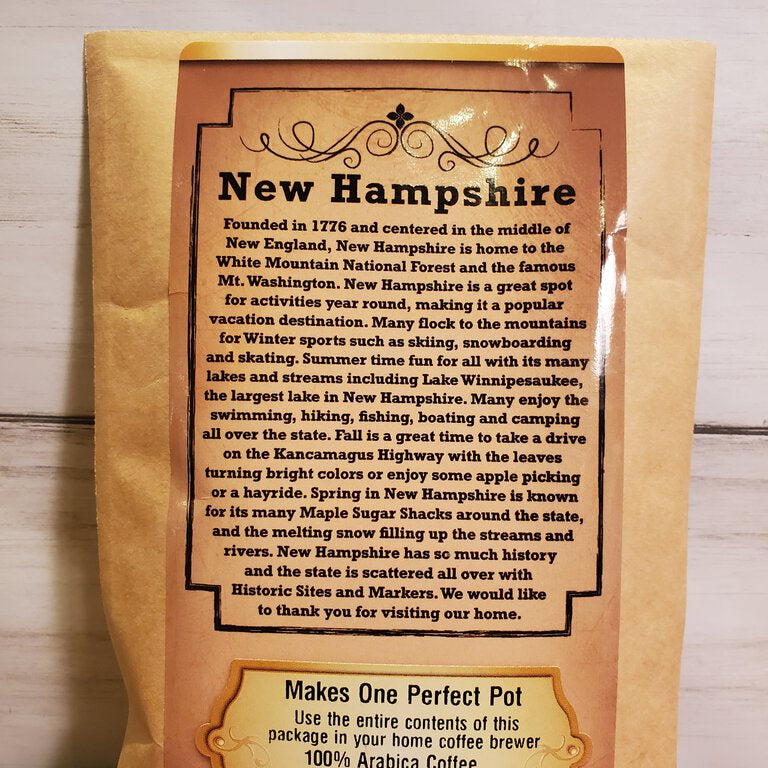 New Hampshire
Founded in 1776 and centered in the middle of
New England, New Hampshire is home to the
White Mountain National Forest and the famous
Mt. Washington. New Hampshire is a great spot
for activities year round, making it a popular
vacation destination. Many flock to the mountains
for Winter sports such as skiing, snowboarding
and skating. Summer time fun for all with its many
lakes and streams including Lake Winnipesaukee,
the largest lake in New Hampshire. Many enjoy the
swimming, hiking, fishing, boating and camping
all over the state. Fall is a great time to take a drive
on the Kancamagus Highway with the leaves
turning bright colors or enjoy some apple picking
or a hayride. Spring in New Hampshire is known
for its many Maple Sugar Shacks around the state,
and the melting snow filling up the streams and
rivers. New Hampshire has so much history
and the state is scattered all over with
Historic Sites and Markers. We would like
to thank you for visiting our home.
Makes One Perfect Pot
Use the entire contents of this
package in your home coffee brewer
100% Arabica Coffee